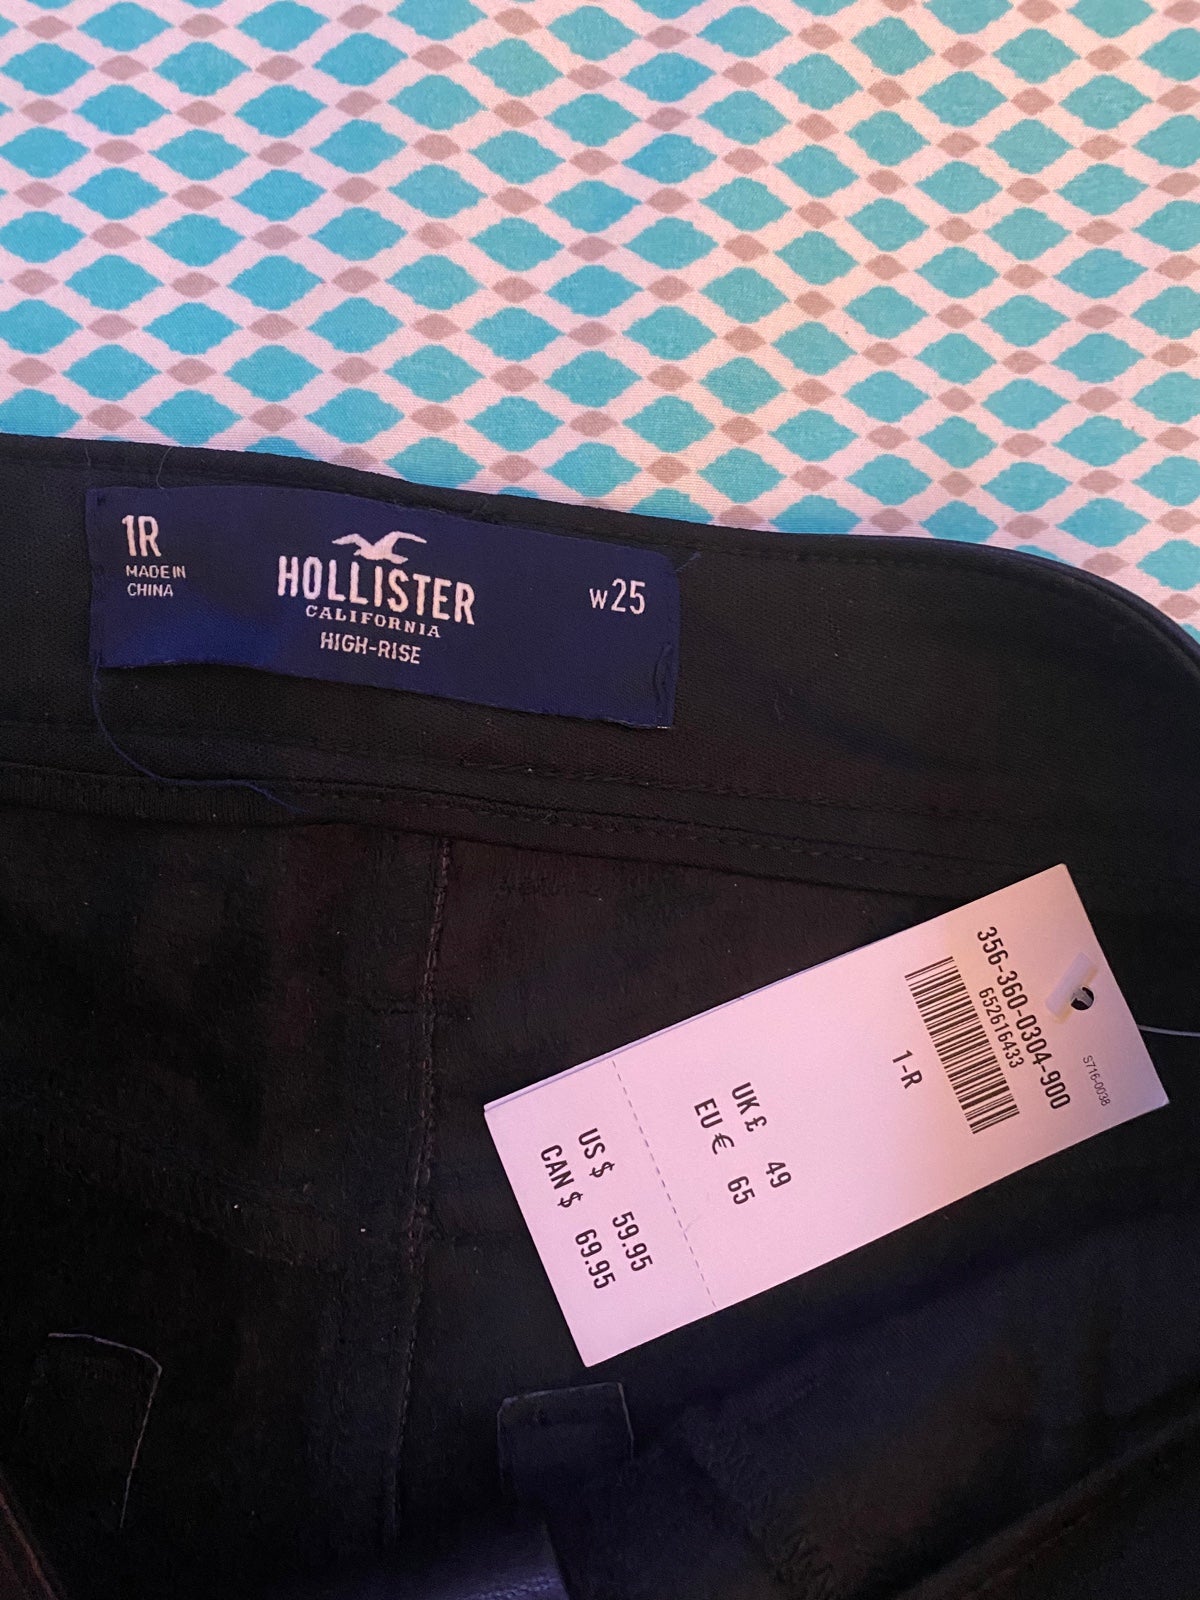 1R
MADE IN
CHINA
HOLLISTER
CALIFORNIA
HIGH-RISE
W25
S716-0038
356-360-0304-900
652616433
1-R
UK £ 49
EU € 65
US $ 59.95
CAN $ 69.95